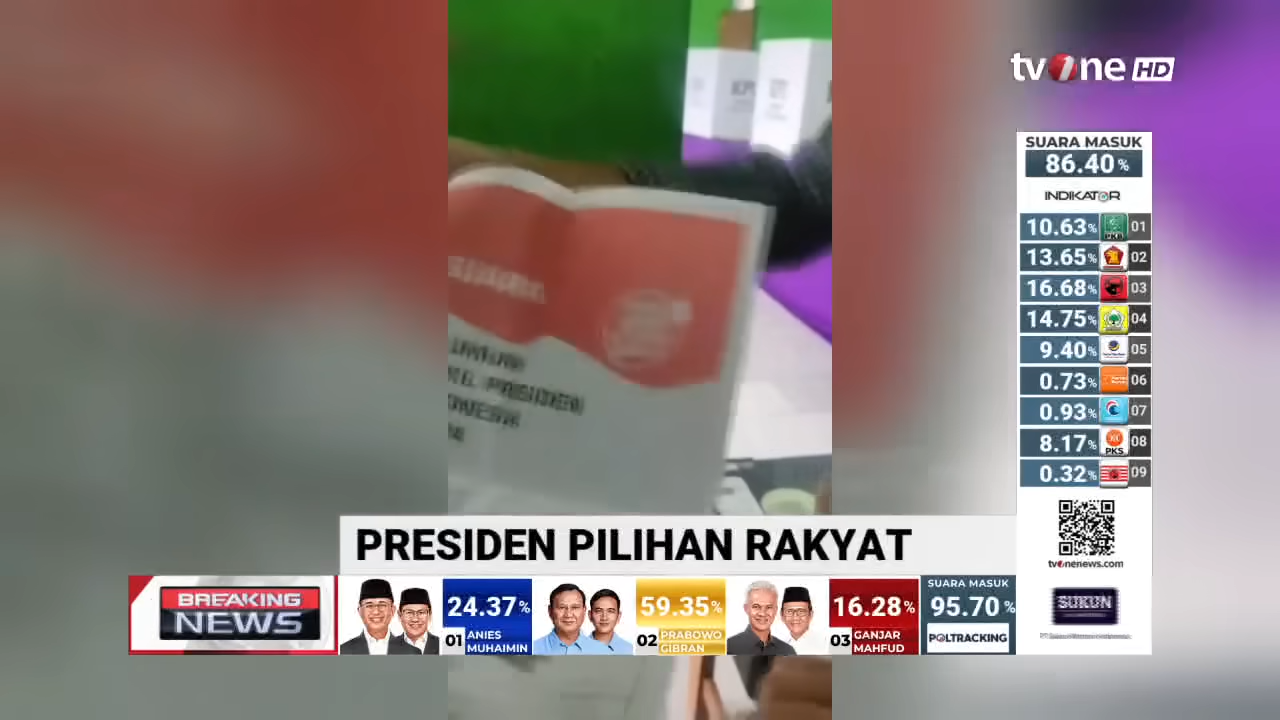 tvOne HD
SUARA MASUK
86.40%
INDIKATOR
10.63% PKB 01
13.65% 02
16.68% 03
14.75% 04
9.40% 05
0.73% 06
0.93% 07
8.17% PKS 08
0.32% 09
tvonenews.com
SUKUN
PRESIDEN
PRESIDEN PILIHAN RAKYAT
BREAKING
NEWS
24.37%
01 ANIES
MUHAIMIN
59.35%
02 PRABOWO
GIBRAN
16.28%
03 GANJAR
MAHFUD
SUARA MASUK
95.70%
POLTRACKING